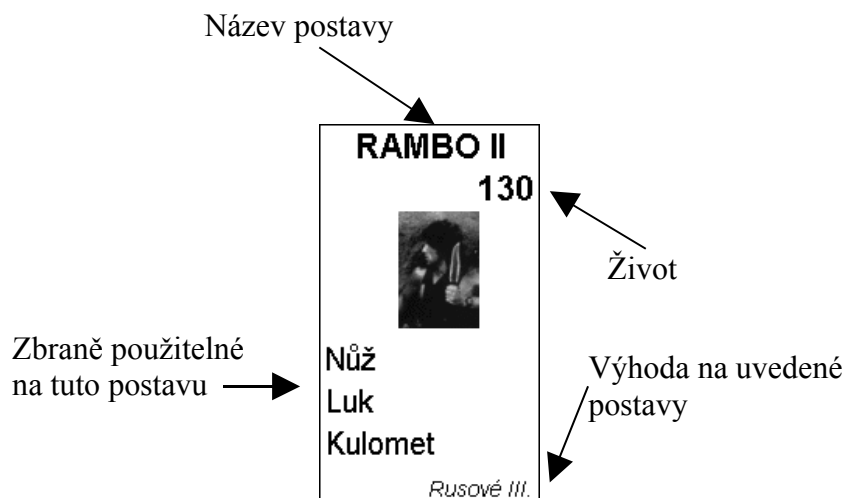 Název postavy
RAMBO II
130
Život
Zbraně použitelné
na tuto postavu
Nůž
Luk
Kulomet
Výhoda na uvedené
postavy
Rusové III.